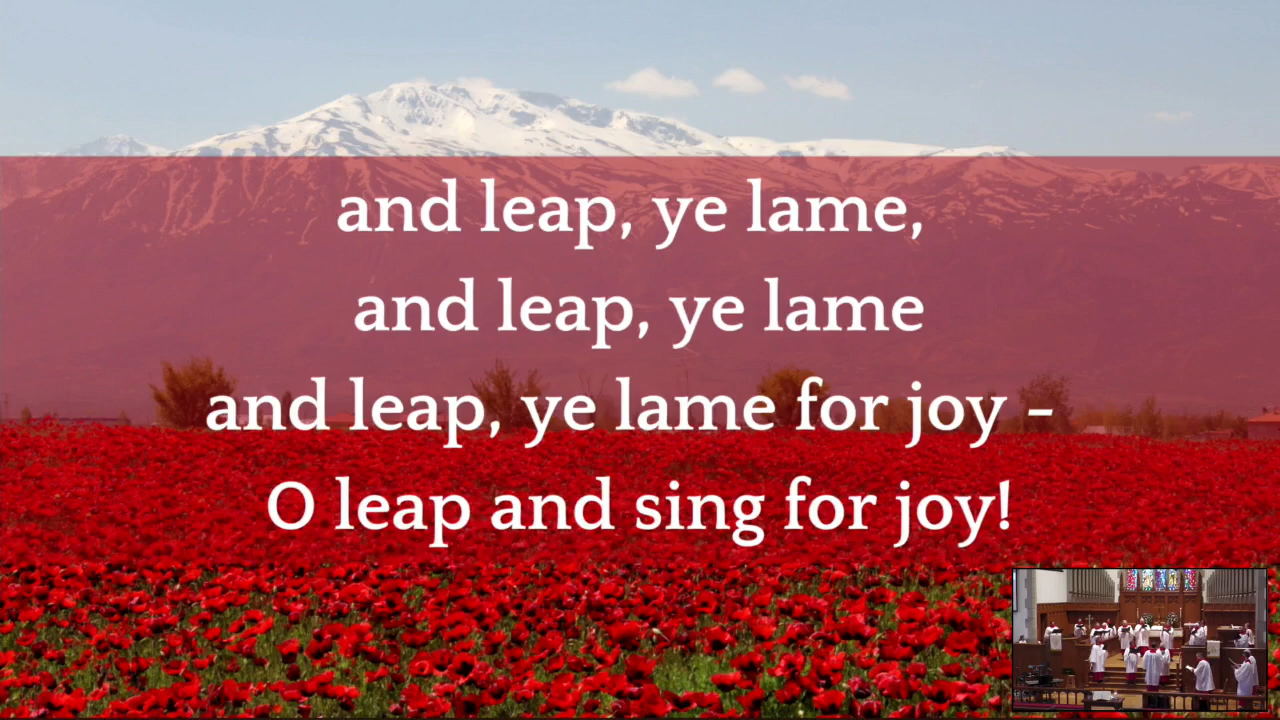 and leap, ye lame,
and leap, ye lame
and leap, ye lame for joy –
O leap and sing for joy!